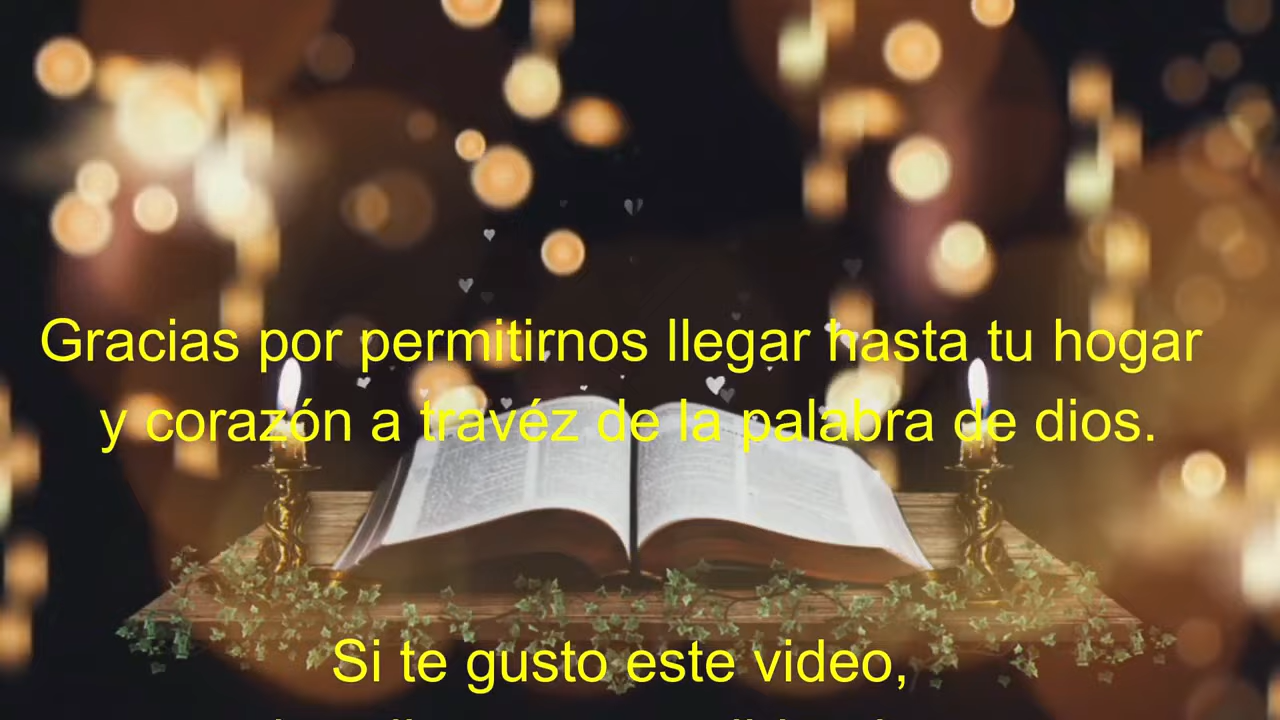 Gracias por permitirnos llegar hasta tu hogar
y corazón a travéz de la palabra de dios.
Si te gusto este video,